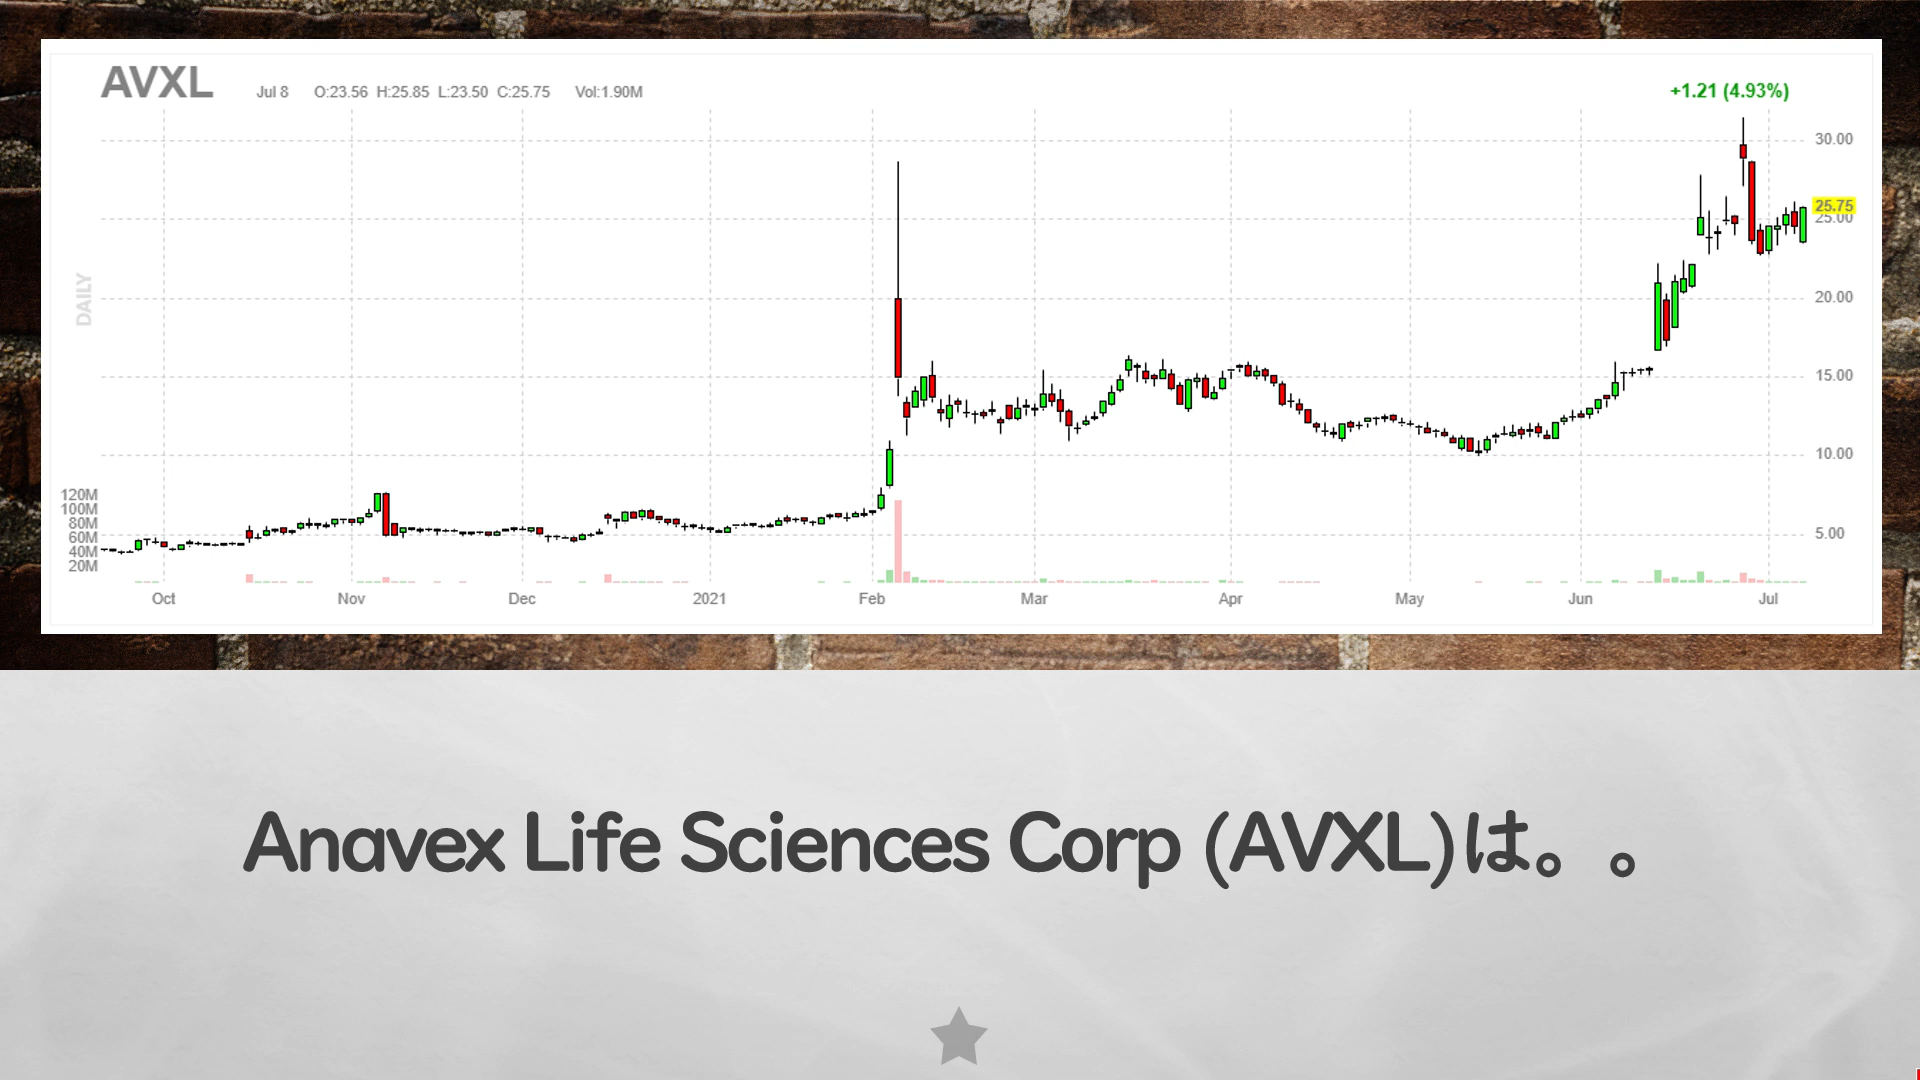 AVXL Jul 8 O:23.56 H:25.85 L:23.50 C:25.75 Vol:1.90M +1.21 (4.93%)
30.00
25.75
25.00
20.00
15.00
10.00
5.00
DAILY
120M
100M
80M
60M
40M
20M
Oct Nov Dec 2021 Feb Mar Apr May Jun Jul
Anavex Life Sciences Corp (AVXL)は。。